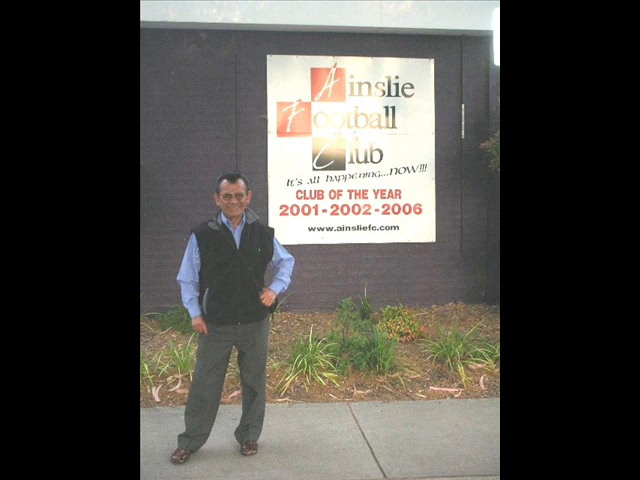 Ainslie
Football
Club
It's all happening...NOW!!!
CLUB OF THE YEAR
2001 - 2002 - 2006
www.ainsliefc.com